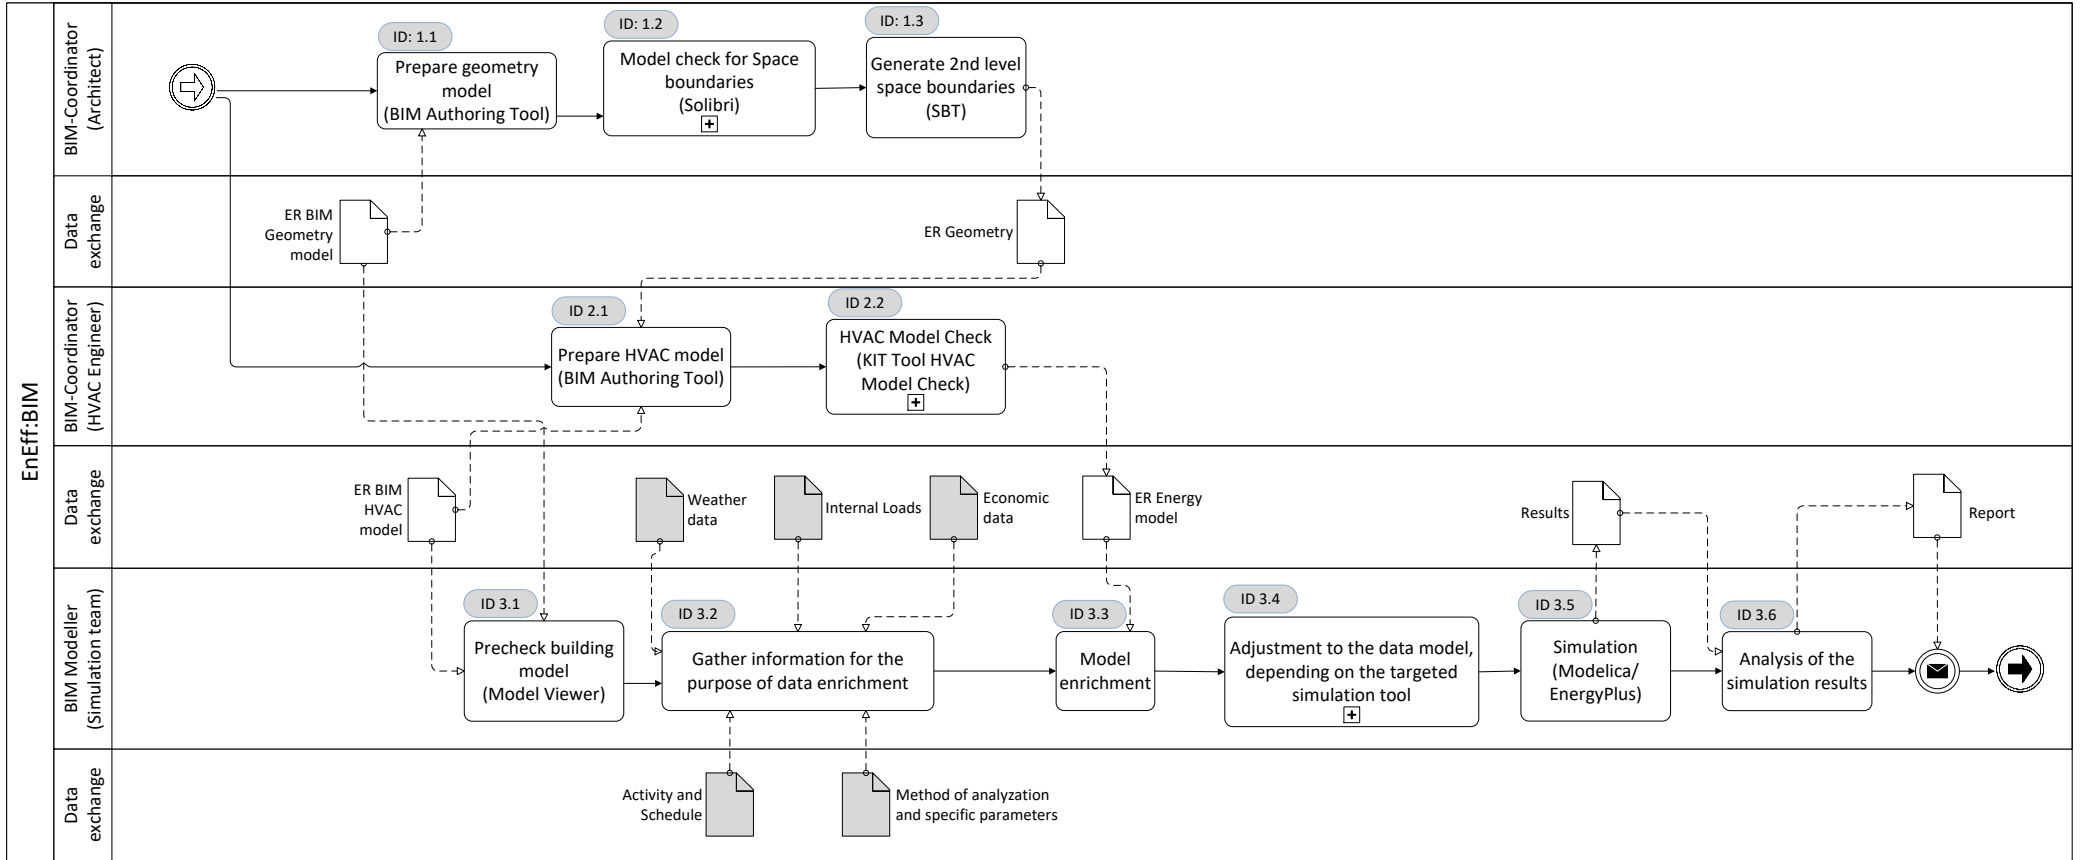 EnEff:BIM
BIM-Coordinator
(Architect)
ID: 1.1
Prepare geometry
model
(BIM Authoring Tool)
ID: 1.2
Model check for Space
boundaries
(Solibri)
ID: 1.3
Generate 2nd level
space boundaries
(SBT)
Data
exchange
ER BIM
Geometry
model
ER Geometry
BIM-Coordinator
(HVAC Engineer)
ID 2.1
Prepare HVAC model
(BIM Authoring Tool)
ID 2.2
HVAC Model Check
(KIT Tool HVAC
Model Check)
Data
exchange
ER BIM
HVAC
model
Weather
data
Internal Loads
Economic
data
ER Energy
model
Results
Report
BIM Modeller
(Simulation team)
ID 3.1
Precheck building
model
(Model Viewer)
ID 3.2
Gather information for the
purpose of data enrichment
ID 3.3
Model
enrichment
ID 3.4
Adjustment to the data model,
depending on the targeted
simulation tool
ID 3.5
Simulation
(Modelica/
EnergyPlus)
ID 3.6
Analysis of the
simulation results
Data
exchange
Activity and
Schedule
Method of analyzation
and specific parameters